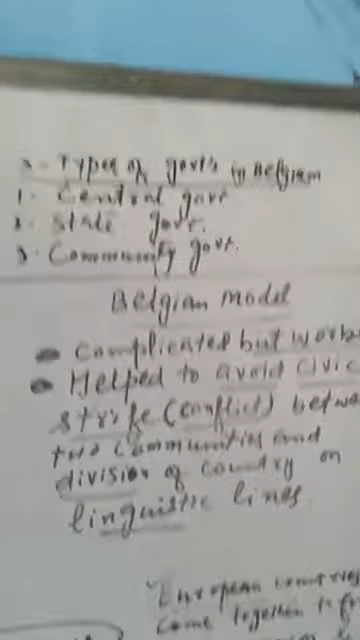 3 - Types of govt's in Belgium
1. Central govt
2. State govt.
3. Community govt.
Belgian Model
Complicated but works
Helped to avoid civic
strife (conflict) betw
two communities and
division of country on
linguistic lines.
European countries
come together to f